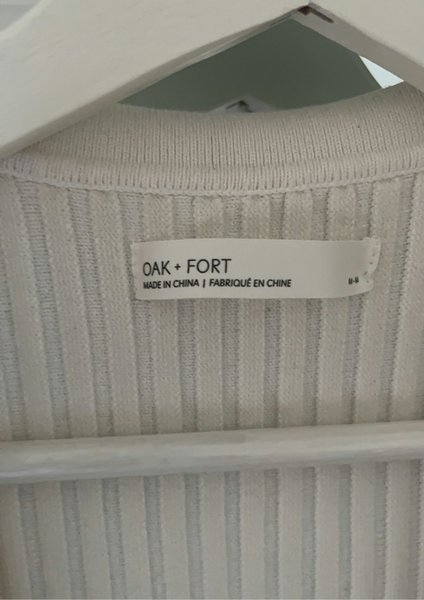 OAK + FORT
MADE IN CHINA | FABRIQUÉ EN CHINE
M-M